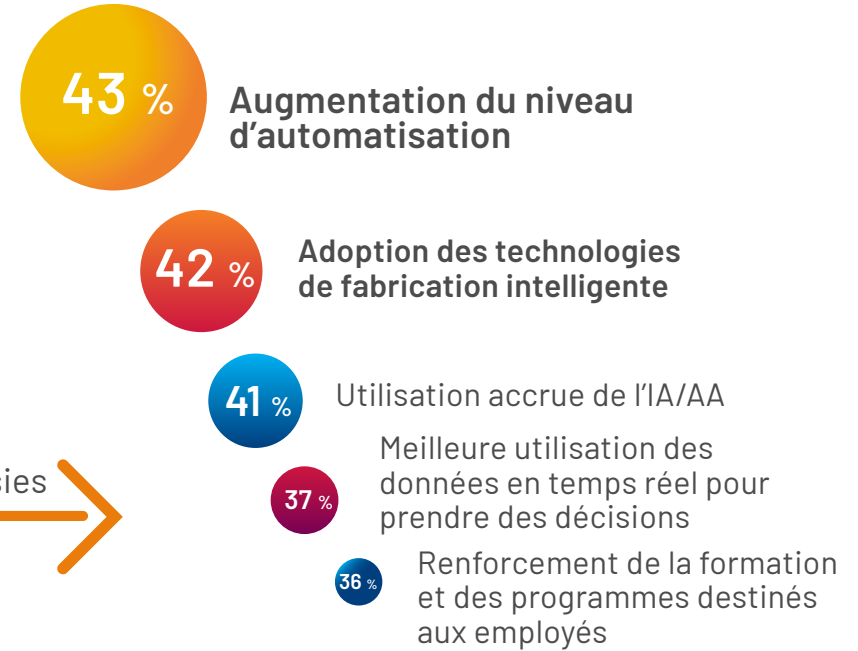 43 %
Augmentation du niveau
d'automatisation
42 %
Adoption des technologies
de fabrication intelligente
41 %
Utilisation accrue de l'IA/AA
Meilleure utilisation des
données en temps réel pour
prendre des décisions
37 %
Renforcement de la formation
et des programmes destinés
aux employés
36 %